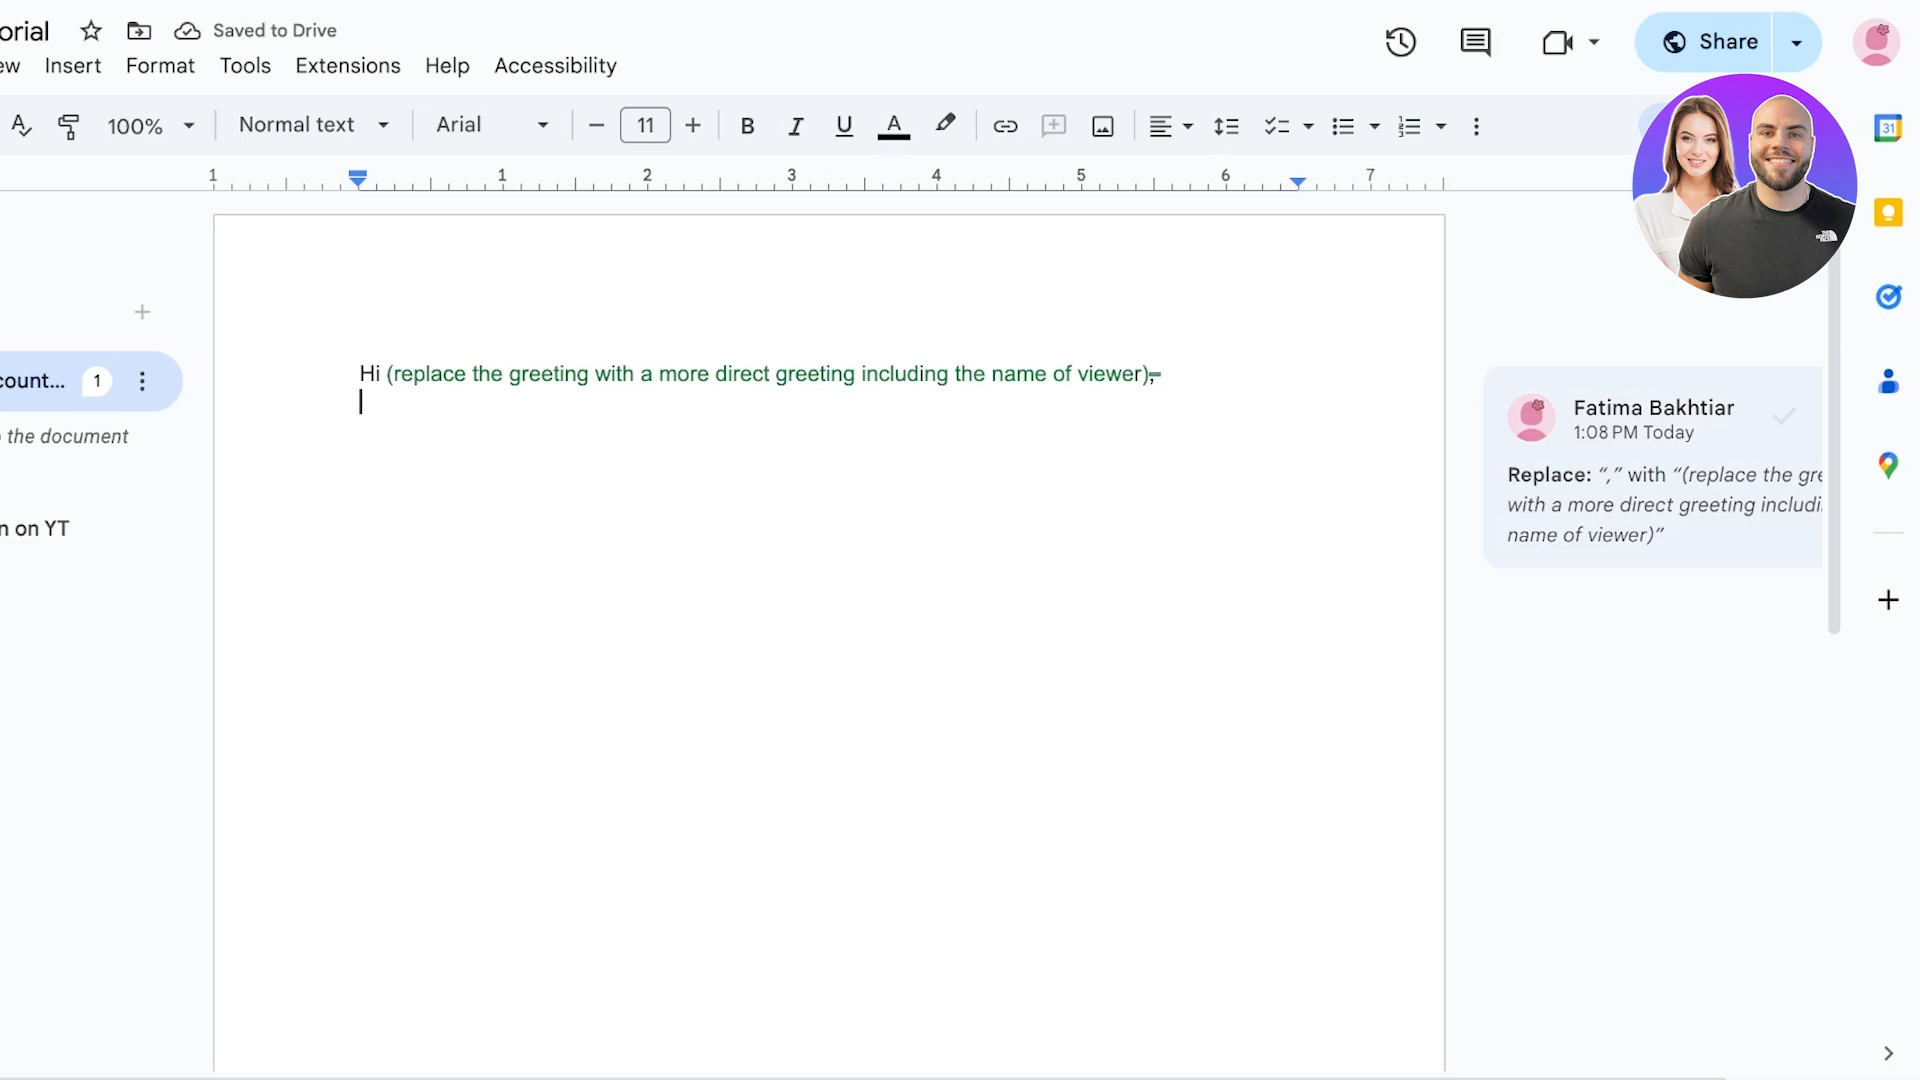 orial Saved to Drive
ew Insert Format Tools Extensions Help Accessibility
Share
100% Normal text Arial 11 B I U A
1 1 2 3 4 5 6 7
31
Hi (replace the greeting with a more direct greeting including the name of viewer),
count... 1
the document
n on YT
Fatima Bakhtiar
1:08 PM Today
Replace: “,” with “(replace the gre
with a more direct greeting includi
name of viewer)”